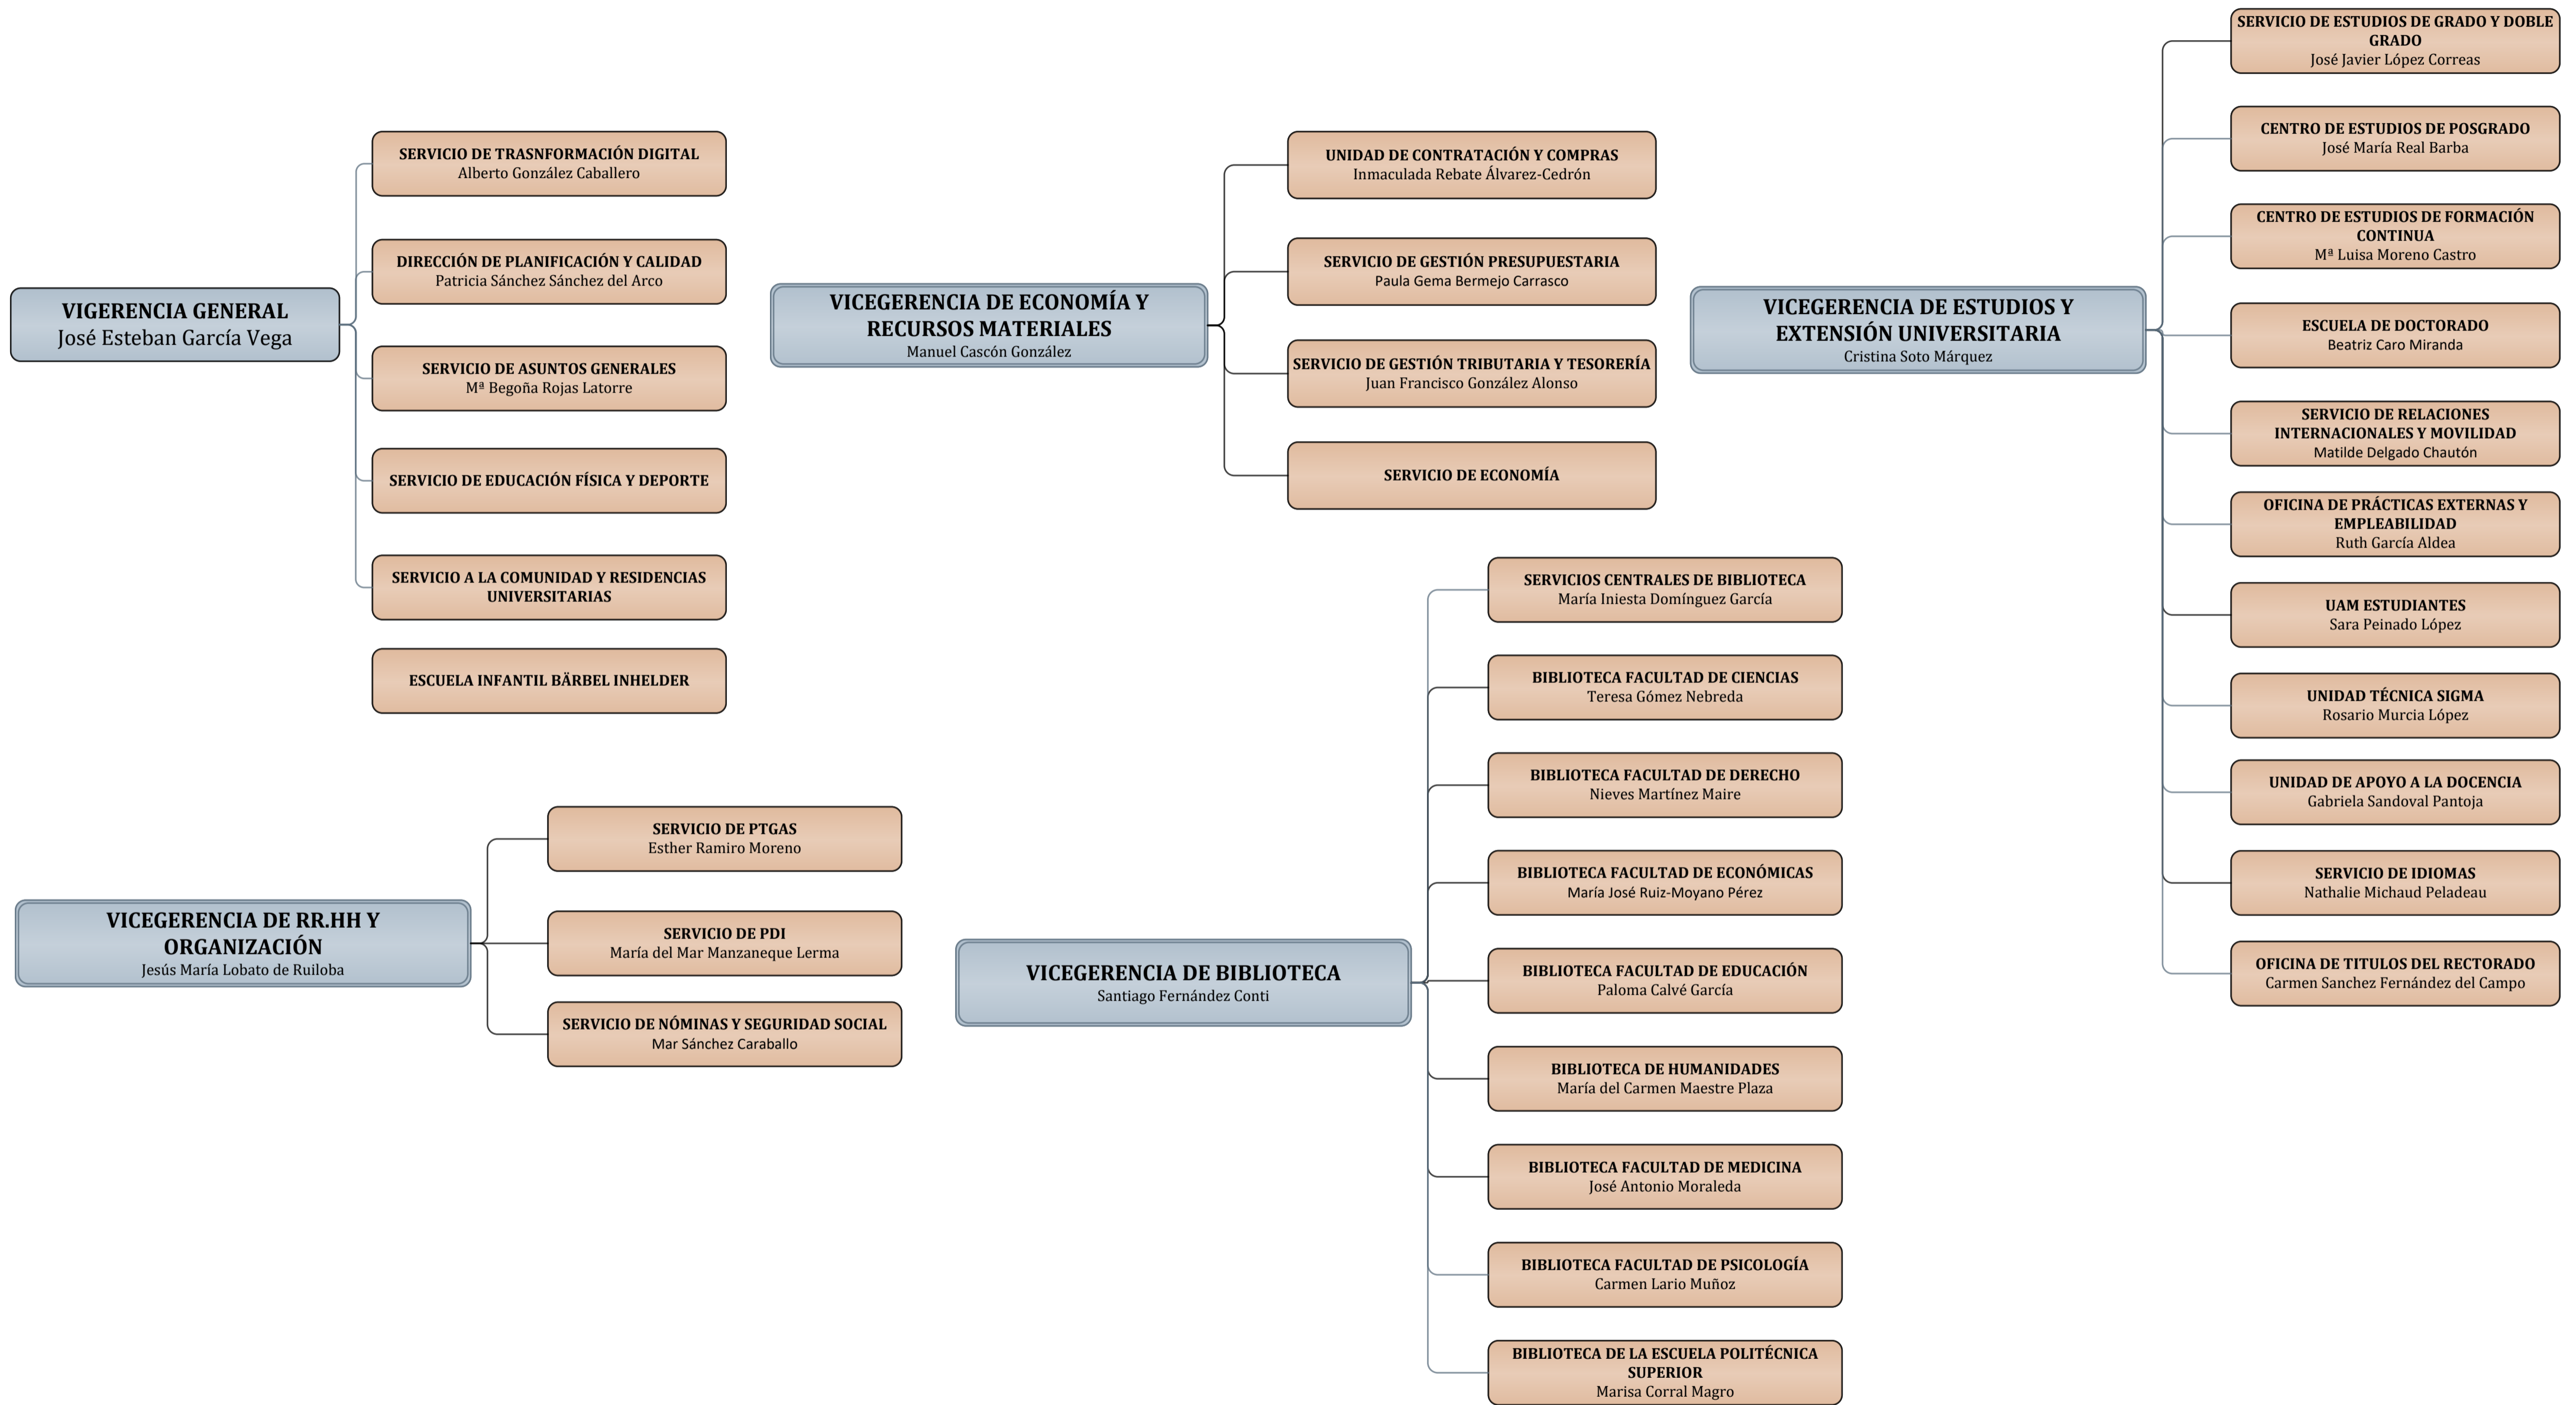 VIGERENCIA GENERAL
José Esteban García Vega
SERVICIO DE TRASNFORMACIÓN DIGITAL
Alberto González Caballero
DIRECCIÓN DE PLANIFICACIÓN Y CALIDAD
Patricia Sánchez Sánchez del Arco
SERVICIO DE ASUNTOS GENERALES
Mª Begoña Rojas Latorre
SERVICIO DE EDUCACIÓN FÍSICA Y DEPORTE
SERVICIO A LA COMUNIDAD Y RESIDENCIAS
UNIVERSITARIAS
ESCUELA INFANTIL BÄRBEL INHELDER
VICEGERENCIA DE ECONOMÍA Y
RECURSOS MATERIALES
Manuel Cascón González
UNIDAD DE CONTRATACIÓN Y COMPRAS
Inmaculada Rebate Álvarez-Cedrón
SERVICIO DE GESTIÓN PRESUPUESTARIA
Paula Gema Bermejo Carrasco
SERVICIO DE GESTIÓN TRIBUTARIA Y TESORERÍA
Juan Francisco González Alonso
SERVICIO DE ECONOMÍA
VICEGERENCIA DE ESTUDIOS Y
EXTENSIÓN UNIVERSITARIA
Cristina Soto Márquez
SERVICIO DE ESTUDIOS DE GRADO Y DOBLE
GRADO
José Javier López Correas
CENTRO DE ESTUDIOS DE POSGRADO
José María Real Barba
CENTRO DE ESTUDIOS DE FORMACIÓN
CONTINUA
Mª Luisa Moreno Castro
ESCUELA DE DOCTORADO
Beatriz Caro Miranda
SERVICIO DE RELACIONES
INTERNACIONALES Y MOVILIDAD
Matilde Delgado Chautón
OFICINA DE PRÁCTICAS EXTERNAS Y
EMPLEABILIDAD
Ruth García Aldea
UAM ESTUDIANTES
Sara Peinado López
UNIDAD TÉCNICA SIGMA
Rosario Murcia López
UNIDAD DE APOYO A LA DOCENCIA
Gabriela Sandoval Pantoja
SERVICIO DE IDIOMAS
Nathalie Michaud Peladeau
OFICINA DE TITULOS DEL RECTORADO
Carmen Sanchez Fernández del Campo
VICEGERENCIA DE RR.HH Y
ORGANIZACIÓN
Jesús María Lobato de Ruiloba
SERVICIO DE PTGAS
Esther Ramiro Moreno
SERVICIO DE PDI
María del Mar Manzaneque Lerma
SERVICIO DE NÓMINAS Y SEGURIDAD SOCIAL
Mar Sánchez Caraballo
VICEGERENCIA DE BIBLIOTECA
Santiago Fernández Conti
SERVICIOS CENTRALES DE BIBLIOTECA
María Iniesta Domínguez García
BIBLIOTECA FACULTAD DE CIENCIAS
Teresa Gómez Nebreda
BIBLIOTECA FACULTAD DE DERECHO
Nieves Martínez Maire
BIBLIOTECA FACULTAD DE ECONÓMICAS
María José Ruiz-Moyano Pérez
BIBLIOTECA FACULTAD DE EDUCACIÓN
Paloma Calvé García
BIBLIOTECA DE HUMANIDADES
María del Carmen Maestre Plaza
BIBLIOTECA FACULTAD DE MEDICINA
José Antonio Moraleda
BIBLIOTECA FACULTAD DE PSICOLOGÍA
Carmen Lario Muñoz
BIBLIOTECA DE LA ESCUELA POLITÉCNICA
SUPERIOR
Marisa Corral Magro